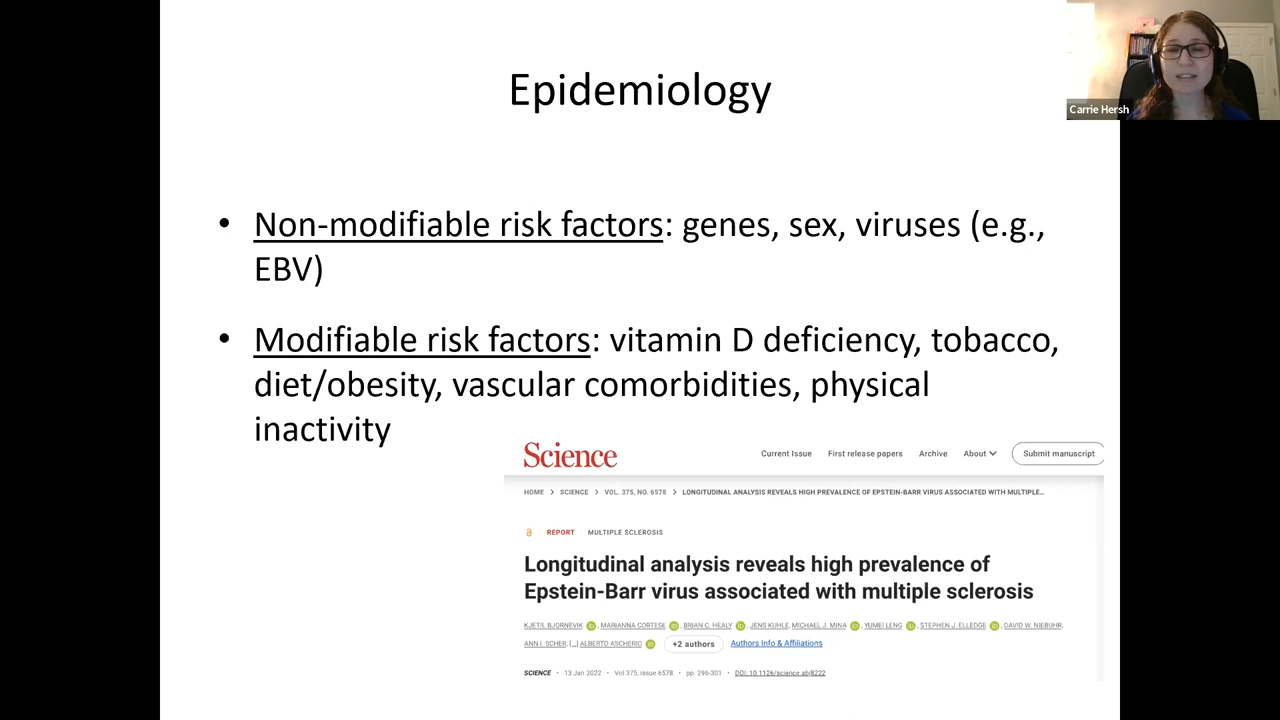 Epidemiology
Carrie Hersh
• Non-modifiable risk factors: genes, sex, viruses (e.g.,
EBV)
• Modifiable risk factors: vitamin D deficiency, tobacco,
diet/obesity, vascular comorbidities, physical
inactivity
Science Current Issue First release papers Archive About Submit manuscript
HOME > SCIENCE > VOL. 375, NO. 6578 > LONGITUDINAL ANALYSIS REVEALS HIGH PREVALENCE OF EPSTEIN-BARR VIRUS ASSOCIATED WITH MULTIPLE...
REPORT MULTIPLE SCLEROSIS
Longitudinal analysis reveals high prevalence of
Epstein-Barr virus associated with multiple sclerosis
KJETIL BJORNEVIK, MARIANNA CORTESE, BRIAN C. HEALY, JENS KUHLE, MICHAEL J. MINA, YUMEI LENG, STEPHEN J. ELLEDGE, DAVID W. NIEBUHR,
ANN I. SCHER, [...] ALBERTO ASCHERIO +2 authors Authors Info & Affiliations
SCIENCE • 13 Jan 2022 • Vol 375, Issue 6578 • pp. 296-301 • DOI: 10.1126/science.abj8222